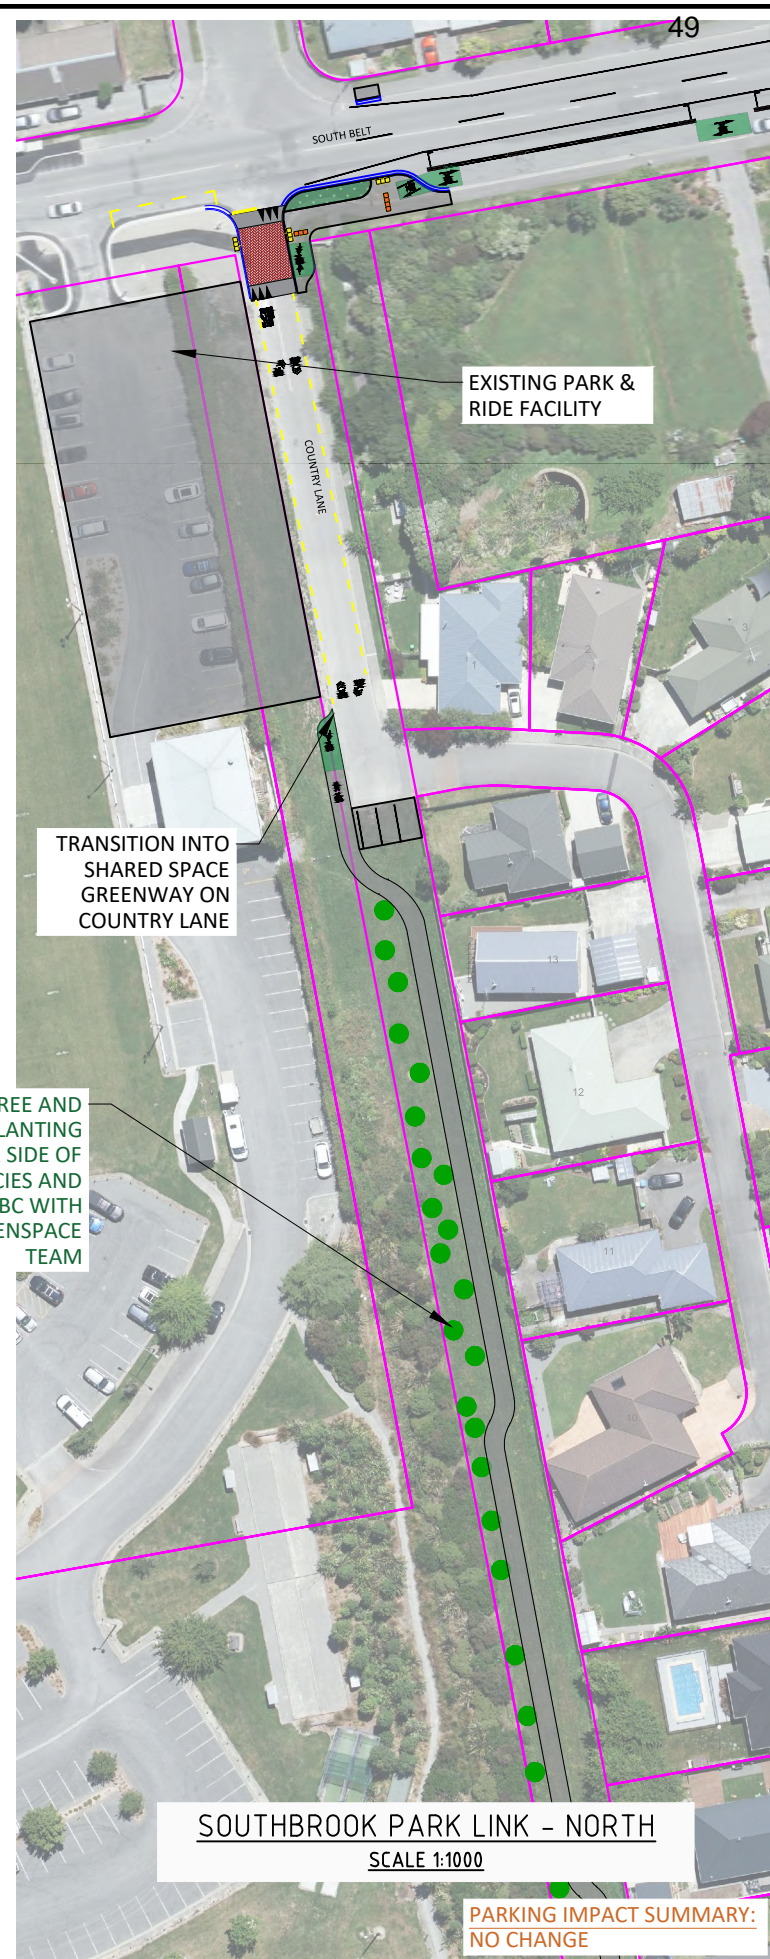 49
SOUTH BELT
EXISTING PARK &
RIDE FACILITY
COUNTRY LANE
1
2
3
TRANSITION INTO
SHARED SPACE
GREENWAY ON
COUNTRY LANE
13
12
REE AND
LANTING
SIDE OF
CIES AND
BC WITH
ENSPACE
TEAM
11
10
SOUTHBROOK PARK LINK - NORTH
SCALE 1:1000
PARKING IMPACT SUMMARY:
NO CHANGE